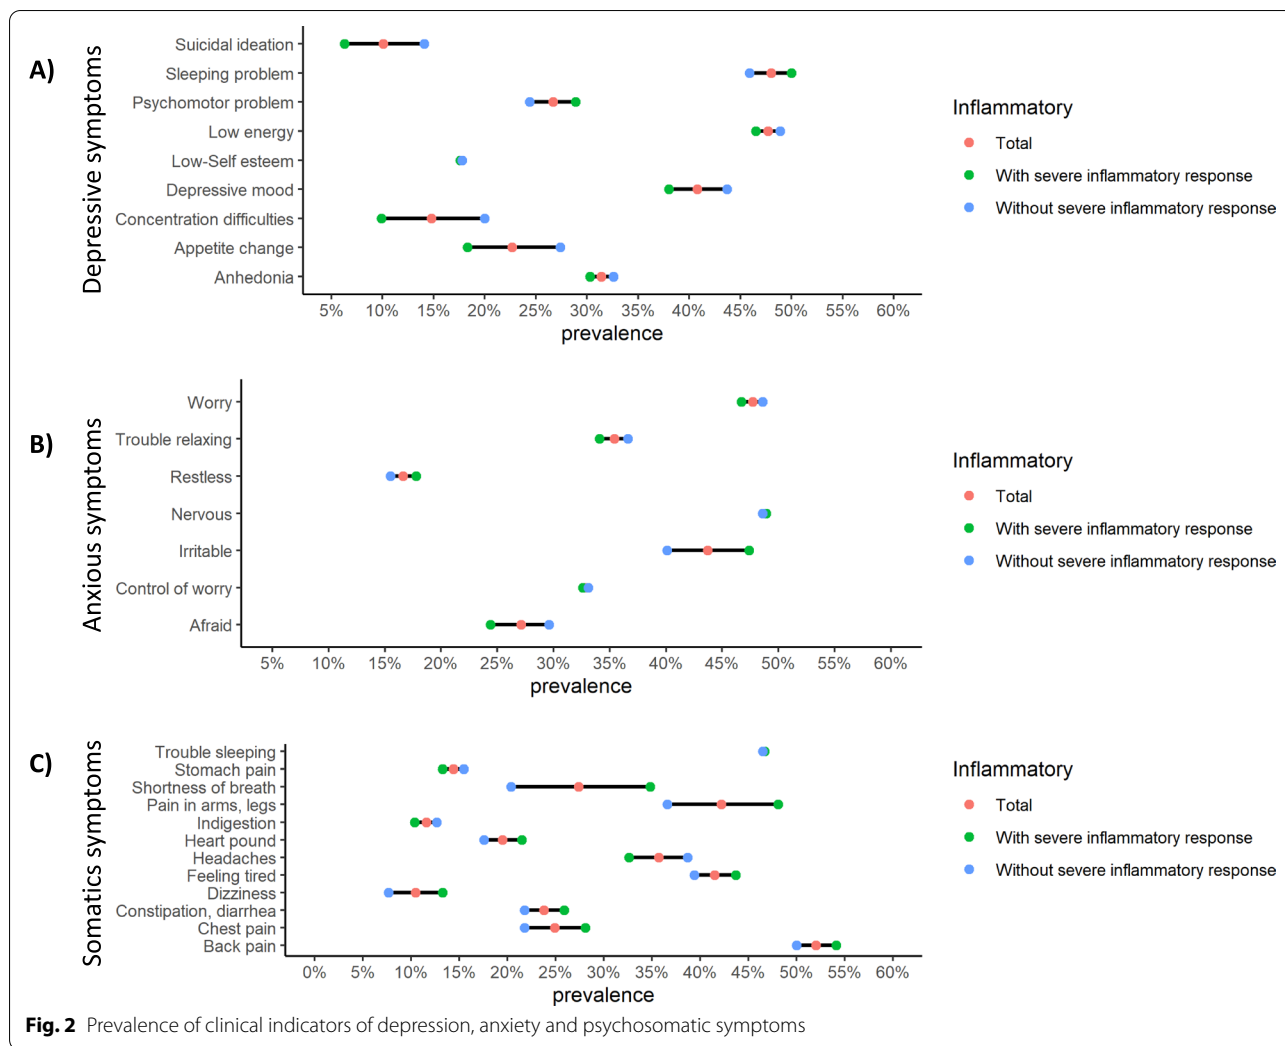 A)
Depressive symptoms
Suicidal ideation
Sleeping problem
Psychomotor problem
Low energy
Low-Self esteem
Depressive mood
Concentration difficulties
Appetite change
Anhedonia
5% 10% 15% 20% 25% 30% 35% 40% 45% 50% 55% 60%
prevalence
Inflammatory
Total
With severe inflammatory response
Without severe inflammatory response
B)
Anxious symptoms
Worry
Trouble relaxing
Restless
Nervous
Irritable
Control of worry
Afraid
5% 10% 15% 20% 25% 30% 35% 40% 45% 50% 55% 60%
prevalence
Inflammatory
Total
With severe inflammatory response
Without severe inflammatory response
C)
Somatics symptoms
Trouble sleeping
Stomach pain
Shortness of breath
Pain in arms, legs
Indigestion
Heart pound
Headaches
Feeling tired
Dizziness
Constipation, diarrhea
Chest pain
Back pain
0% 5% 10% 15% 20% 25% 30% 35% 40% 45% 50% 55% 60%
prevalence
Inflammatory
Total
With severe inflammatory response
Without severe inflammatory response
Fig. 2 Prevalence of clinical indicators of depression, anxiety and psychosomatic symptoms